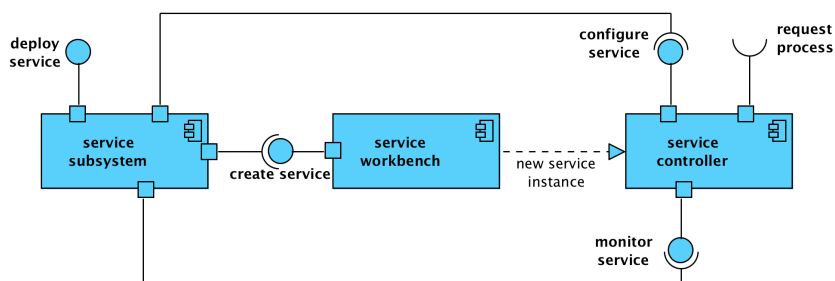 deploy
service
configure
service
request
process
service
subsystem
create service
service
workbench
new service
instance
service
controller
monitor
service